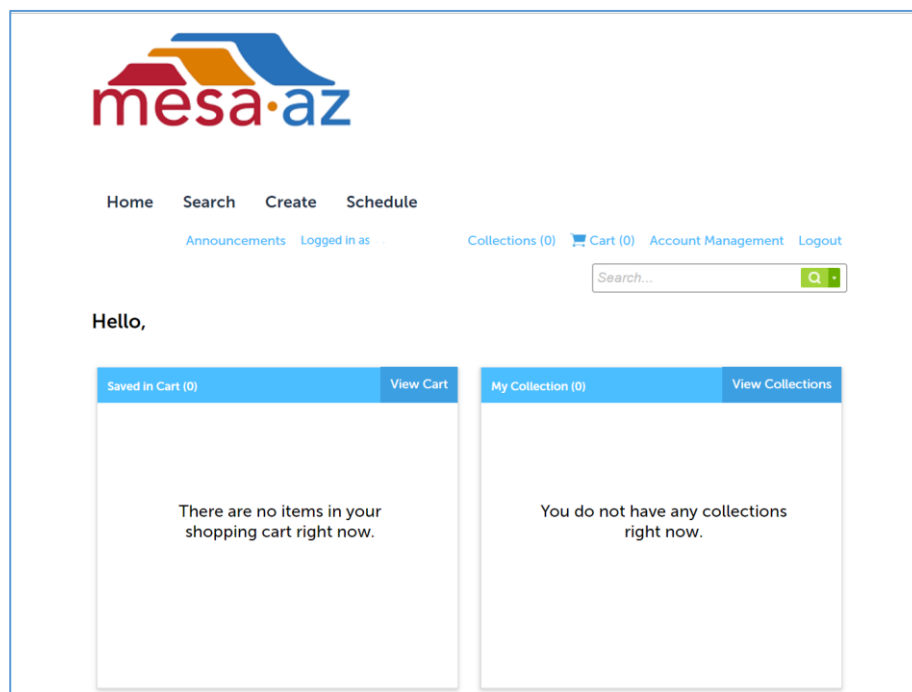 mesa·az
Home Search Create Schedule
Announcements Logged in as Collections (0) Cart (0) Account Management Logout
Search...
Hello,
Saved in Cart (0) View Cart My Collection (0) View Collections
There are no items in your
shopping cart right now.
You do not have any collections
right now.